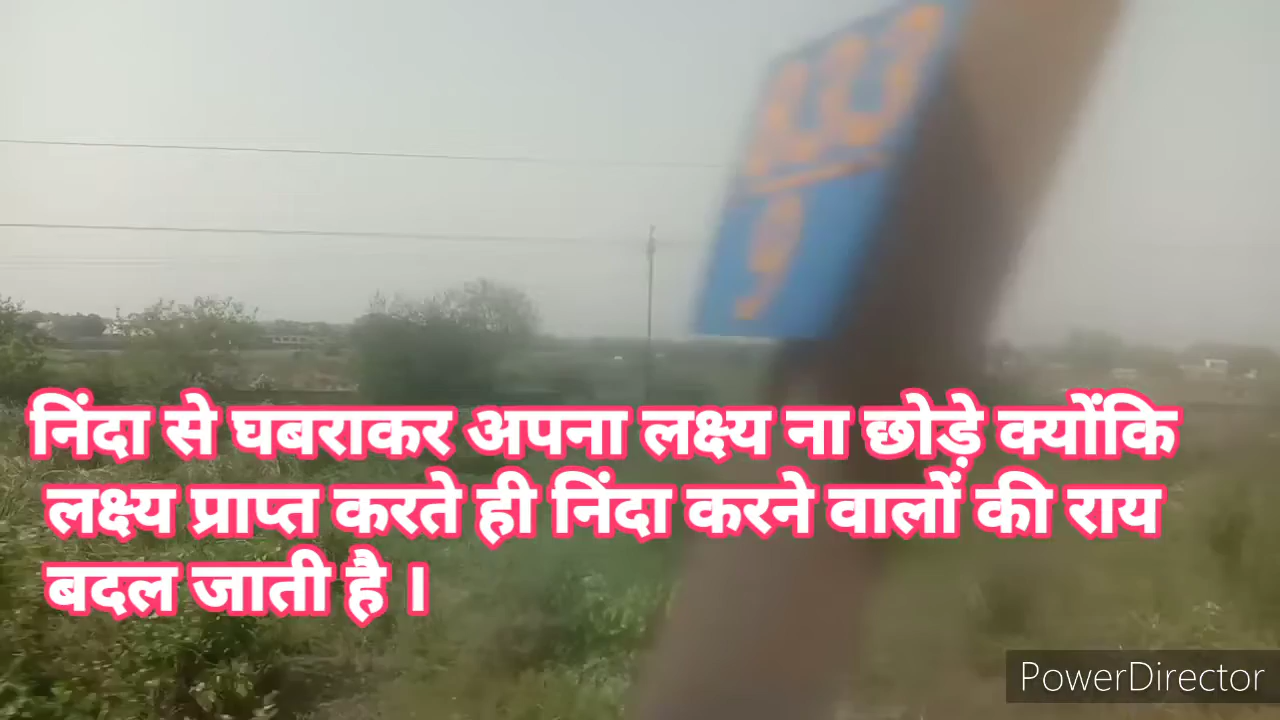 निंदा से घबराकर अपना लक्ष्य ना छोड़े क्योंकि
लक्ष्य प्राप्त करते ही निंदा करने वालों की राय
बदल जाती है ।
PowerDirector